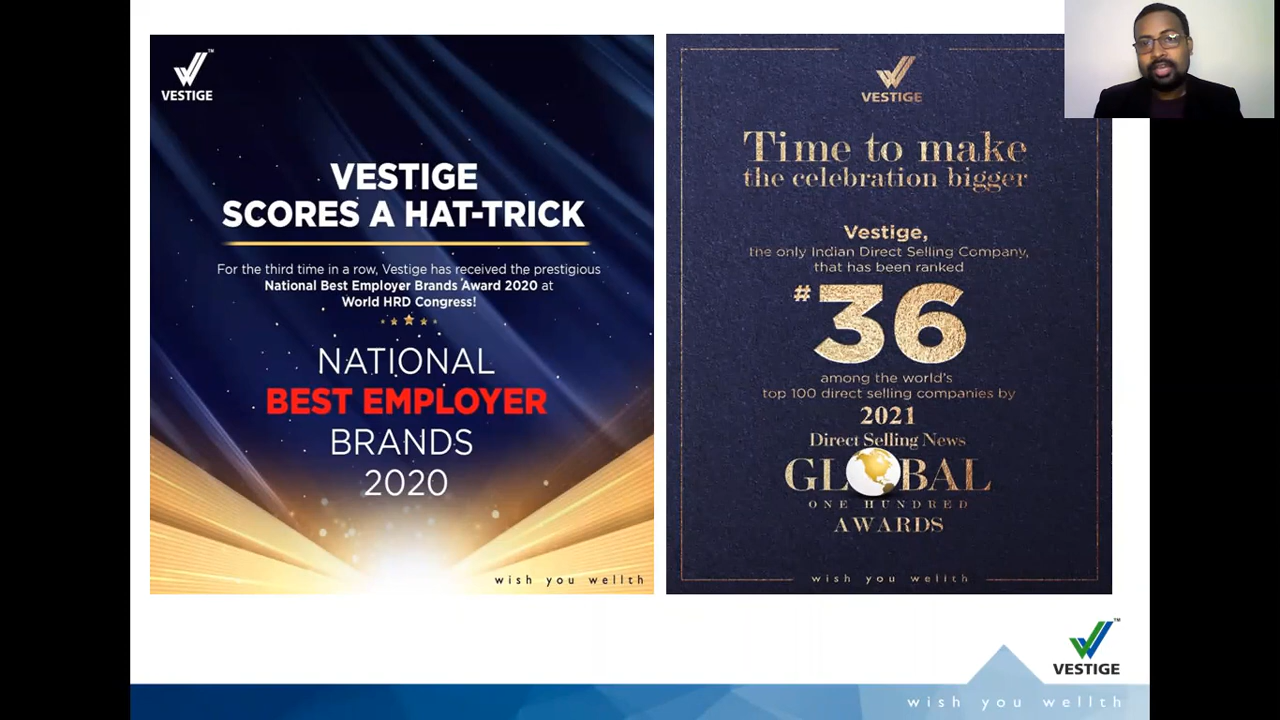 VESTIGE
VESTIGE
SCORES A HAT-TRICK
For the third time in a row, Vestige has received the prestigious
National Best Employer Brands Award 2020 at
World HRD Congress!
NATIONAL
BEST EMPLOYER
BRANDS
2020
wish you wellth
VESTIGE
Time to make
the celebration bigger
Vestige,
the only Indian Direct Selling Company,
that has been ranked
#36
among the world's
top 100 direct selling companies by
2021
Direct Selling News
GLOBAL
ONE HUNDRED
AWARDS
wish you wellth
VESTIGE
wish you wellth